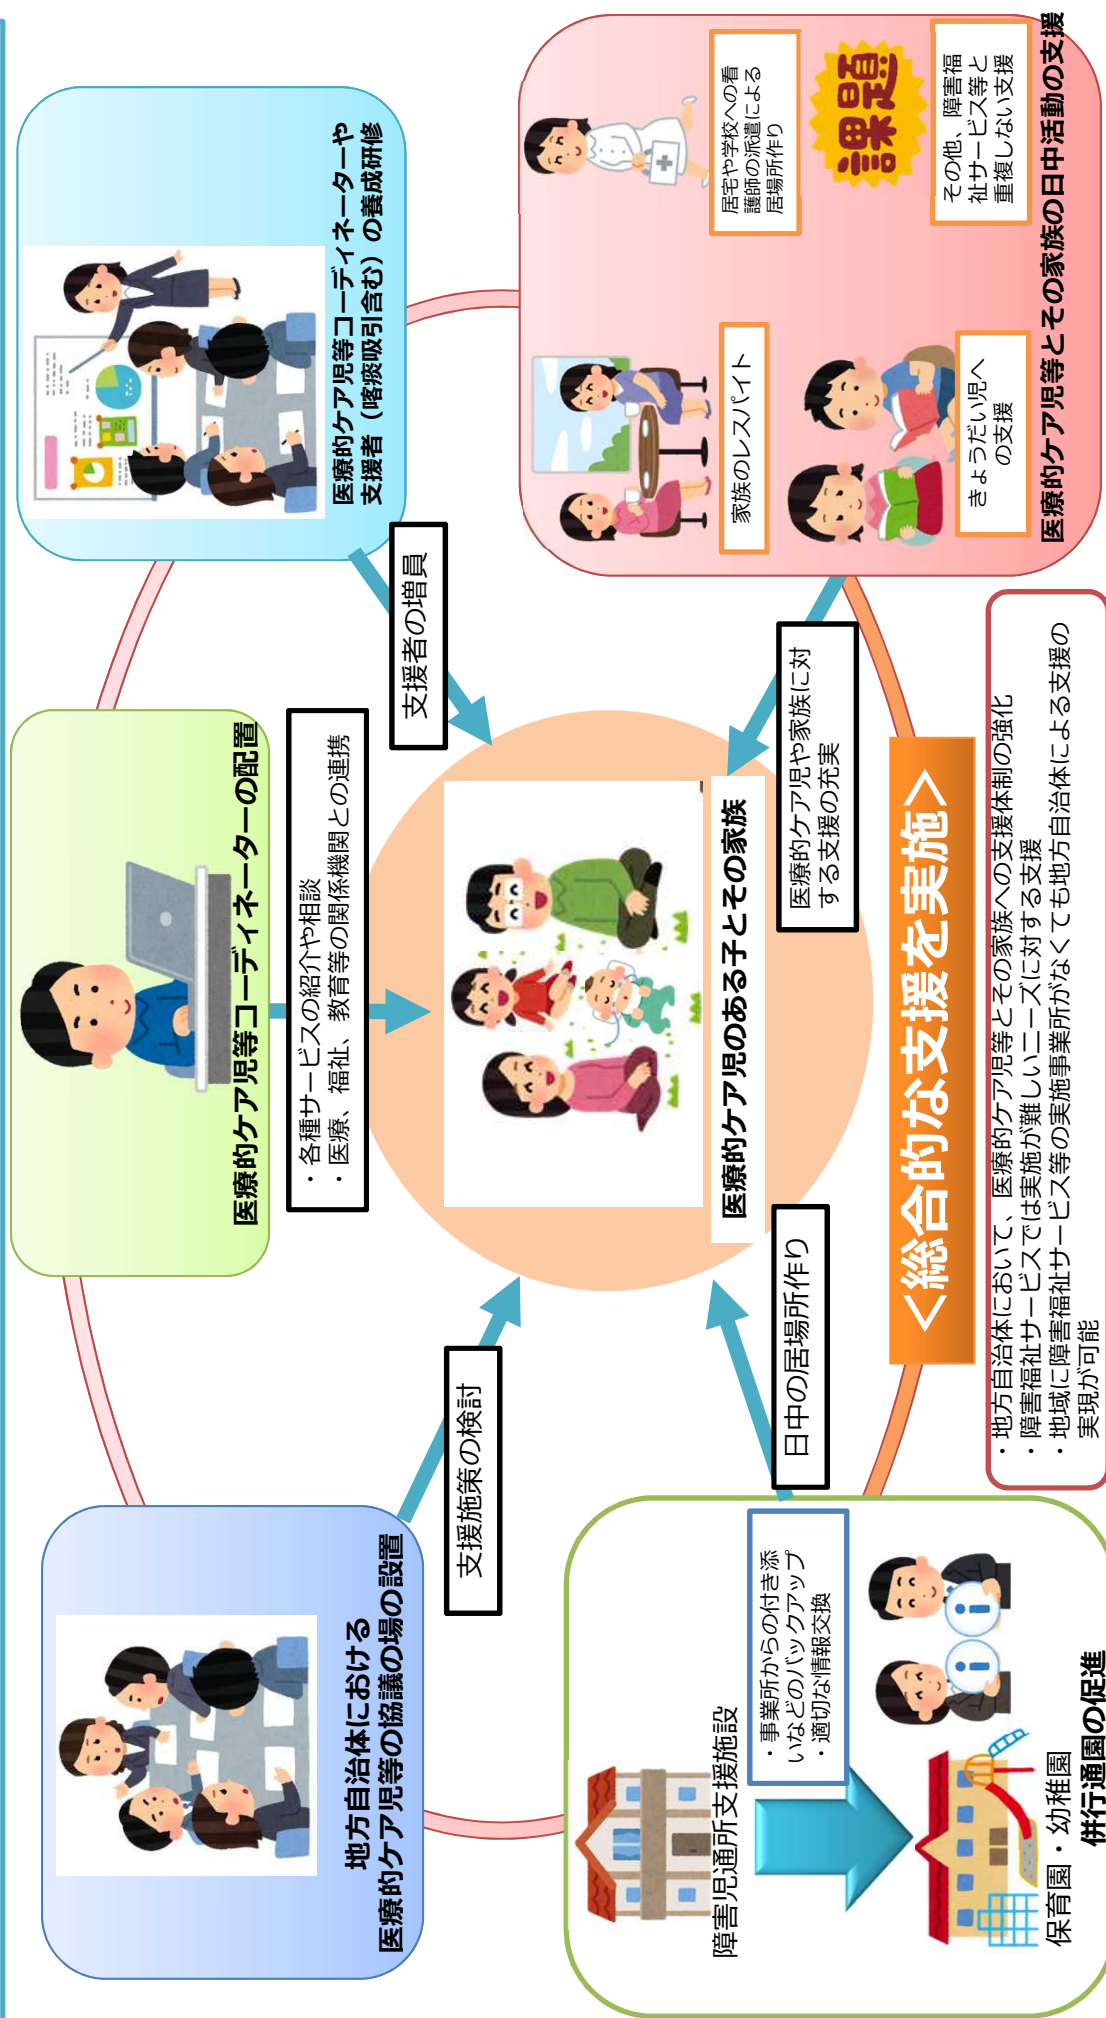 地方自治体における
医療的ケア児等の協議の場の設置
医療的ケア児等コーディネーターの配置
医療的ケア児等コーディネーターや
支援者（喀痰吸引含む）の養成研修
・各種サービスの紹介や相談
・医療、福祉、教育等の関係機関との連携
支援施策の検討
支援者の増員
医療的ケア児のある子とその家族
日中の居場所作り
医療的ケア児や家族に対
する支援の充実
障害児通所支援施設
・事業所からの付き添
いなどのバックアップ
・適切な情報交換
保育園・幼稚園
併行通園の促進
家族のレスパイト
居宅や学校への看
護師の派遣による
居場所作り
きょうだい児へ
の支援
課題
その他、障害福
祉サービス等と
重複しない支援
医療的ケア児等とその家族の日中活動の支援
＜総合的な支援を実施＞
・地方自治体において、医療的ケア児等とその家族への支援体制の強化
・障害福祉サービスでは実施が難しいニーズに対する支援
・地域に障害福祉サービス等の実施事業所がなくても地方自治体による支援の
実現が可能